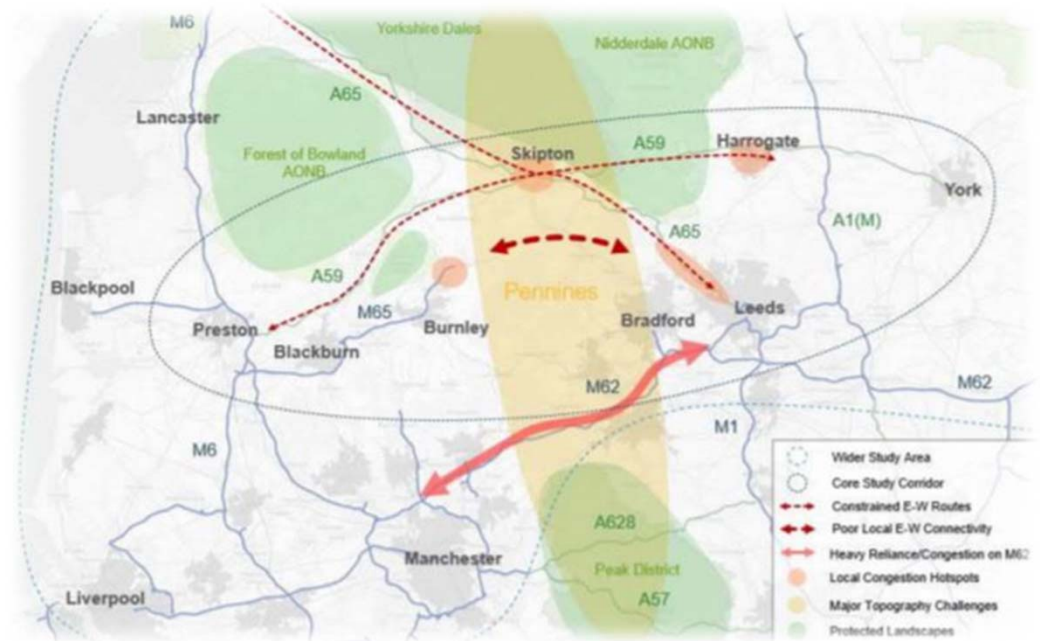 M6
Yorkshire Dales
Nidderdale AONB
A65
Lancaster
Harrogate
A59
Skipton
Forest of Bowland
AONB
York
A1(M)
A65
A59
Blackpool
Pennines
M65
Leeds
Preston
Burnley
Bradford
Blackburn
M62
M62
M1
M6
Wider Study Area
Core Study Corridor
Constrained E-W Routes
A628
Poor Local E-W Connectivity
Heavy Reliance/Congestion on M62
Manchester
Peak District
Local Congestion Hotspots
Liverpool
A57
Major Topography Challenges
Protected Landscapes